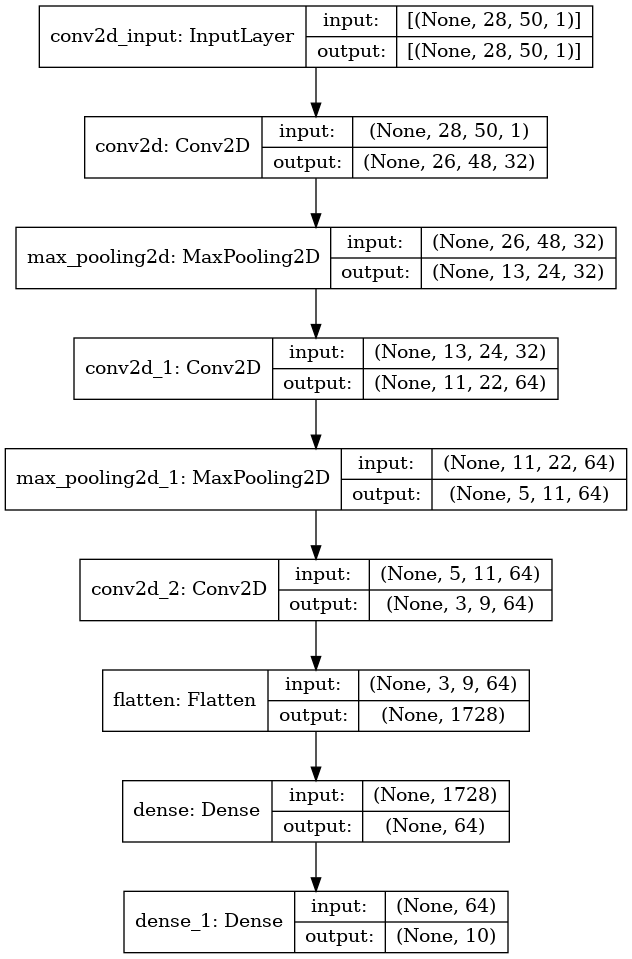 conv2d_input: InputLayer
input:
[(None, 28, 50, 1)]
output:
[(None, 28, 50, 1)]
conv2d: Conv2D
input:
(None, 28, 50, 1)
output:
(None, 26, 48, 32)
max_pooling2d: MaxPooling2D
input:
(None, 26, 48, 32)
output:
(None, 13, 24, 32)
conv2d_1: Conv2D
input:
(None, 13, 24, 32)
output:
(None, 11, 22, 64)
max_pooling2d_1: MaxPooling2D
input:
(None, 11, 22, 64)
output:
(None, 5, 11, 64)
conv2d_2: Conv2D
input:
(None, 5, 11, 64)
output:
(None, 3, 9, 64)
flatten: Flatten
input:
(None, 3, 9, 64)
output:
(None, 1728)
dense: Dense
input:
(None, 1728)
output:
(None, 64)
dense_1: Dense
input:
(None, 64)
output:
(None, 10)